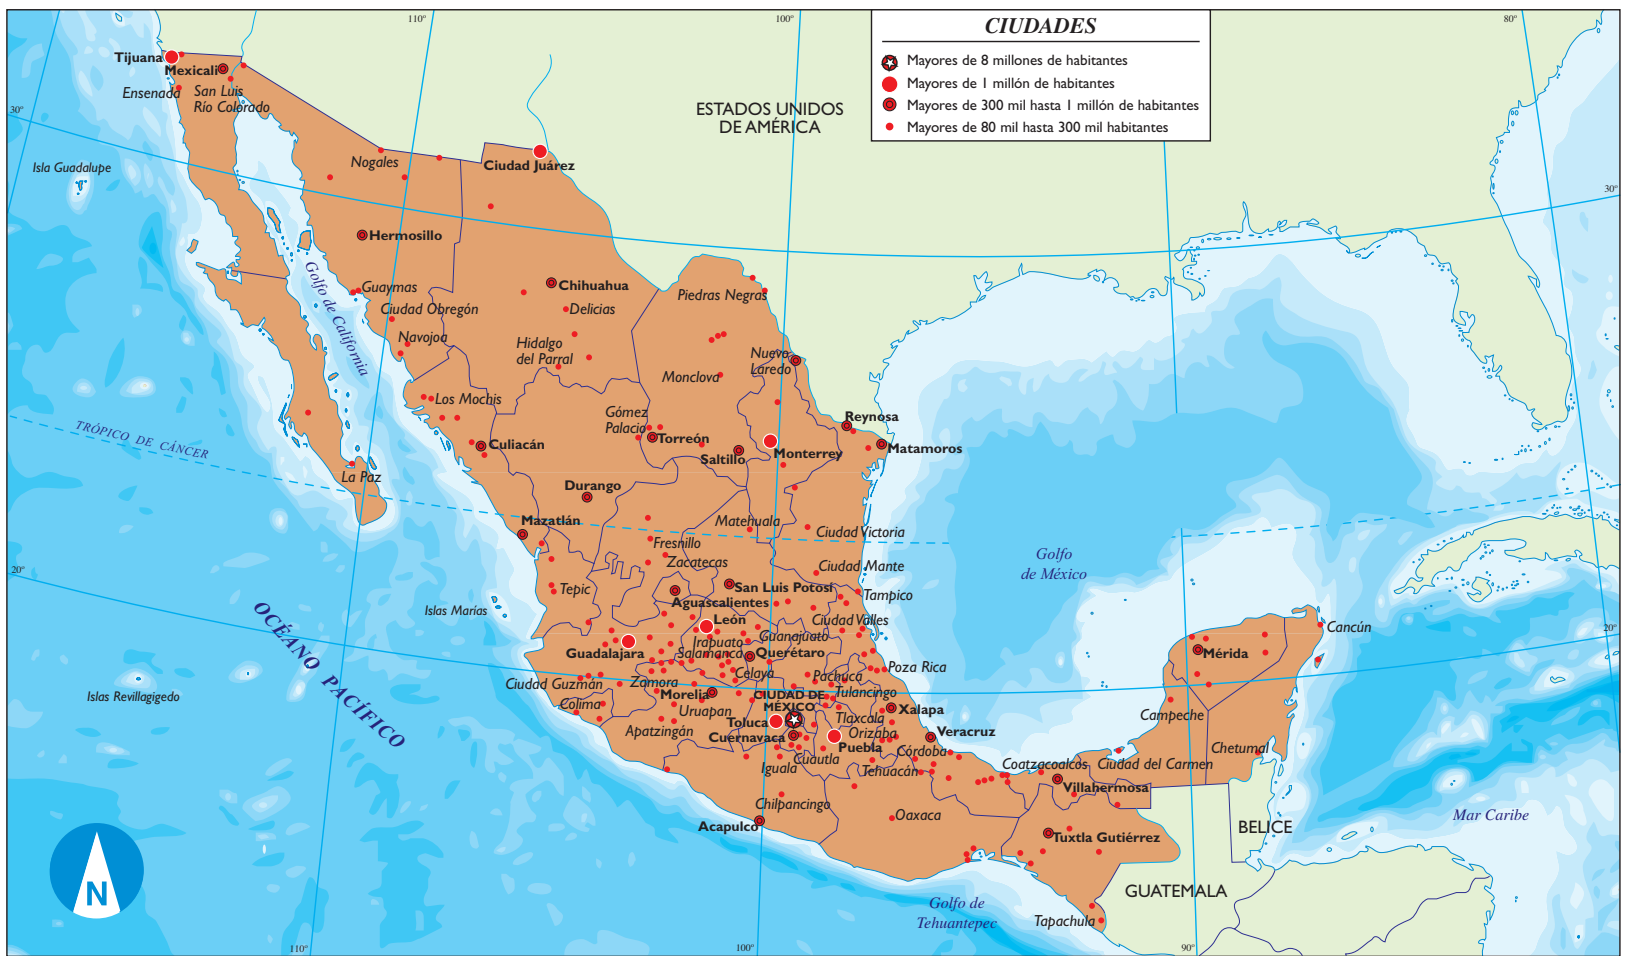 110°
100°
80°
CIUDADES
Mayores de 8 millones de habitantes
Mayores de 1 millón de habitantes
Mayores de 300 mil hasta 1 millón de habitantes
Mayores de 80 mil hasta 300 mil habitantes
Tijuana
Mexicali
Ensenada
San Luis
Río Colorado
30°
ESTADOS UNIDOS
DE AMÉRICA
Isla Guadalupe
Nogales
Ciudad Juárez
30°
Hermosillo
Golfo de California
Guaymas
Chihuahua
Piedras Negras
Ciudad Obregón
Delicias
Navojoa
Hidalgo
del Parral
Nuevo
Laredo
Monclova
Los Mochis
Gómez
Palacio
Torreón
Reynosa
TRÓPICO DE CÁNCER
Culiacán
Saltillo
Monterrey
Matamoros
La Paz
Durango
Mazatlán
Matehuala
Ciudad Victoria
Fresnillo
Zacatecas
Golfo
de México
20°
Ciudad Mante
Tepic
San Luis Potosí
Aguascalientes
Tampico
Islas Marías
León
Ciudad Valles
Cancún
20°
OCÉANO PACÍFICO
Guanajuato
Irapuato
Guadalajara
Salamanca
Querétaro
Mérida
Poza Rica
Celaya
Pachuca
Ciudad Guzmán
Zamora
Islas Revillagigedo
Morelia
CIUDAD DE
MÉXICO
Tulancingo
Colima
Uruapan
Xalapa
Campeche
Toluca
Tlaxcala
Apatzingán
Cuernavaca
Orizaba
Veracruz
Puebla
Córdoba
Chetumal
Cuautla
Iguala
Tehuacán
Coatzacoalcos
Ciudad del Carmen
Villahermosa
Chilpancingo
Oaxaca
Mar Caribe
Acapulco
BELICE
Tuxtla Gutiérrez
N
GUATEMALA
Golfo de
Tehuantepec
Tapachula
110°
100°
90°